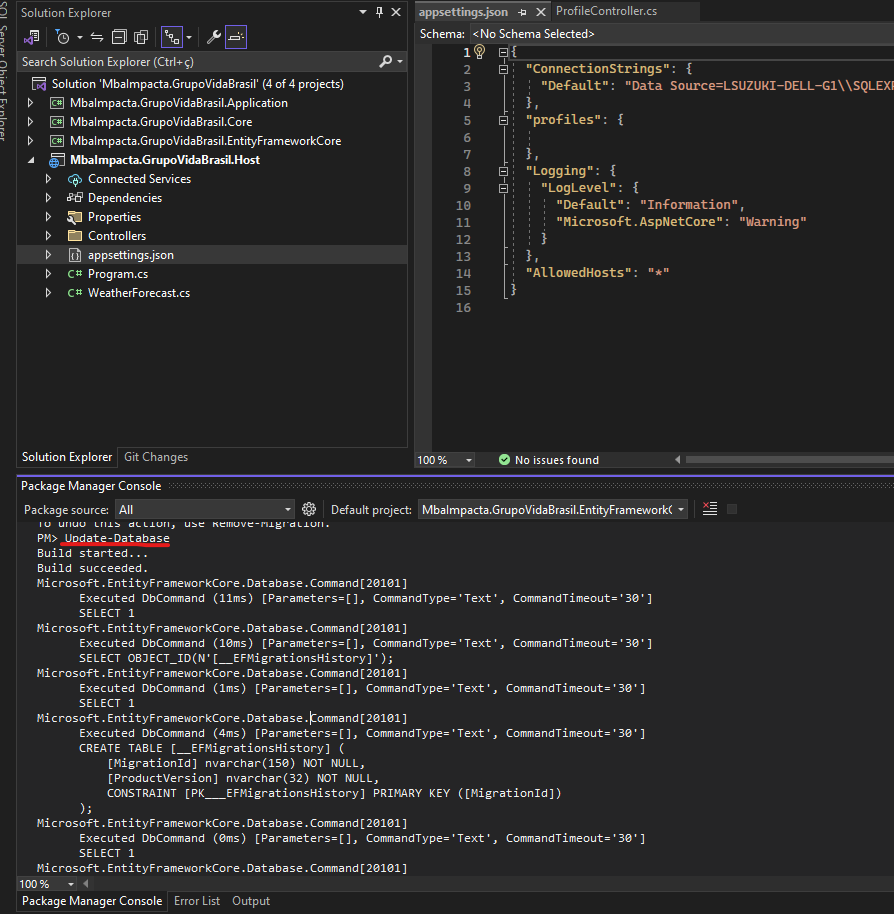 SQL Server Object Explorer
Solution Explorer
Search Solution Explorer (Ctrl+ç)
Solution 'MbaImpacta.GrupoVidaBrasil' (4 of 4 projects)
MbaImpacta.GrupoVidaBrasil.Application
MbaImpacta.GrupoVidaBrasil.Core
MbaImpacta.GrupoVidaBrasil.EntityFrameworkCore
MbaImpacta.GrupoVidaBrasil.Host
Connected Services
Dependencies
Properties
Controllers
appsettings.json
C# Program.cs
C# WeatherForecast.cs
Solution Explorer Git Changes
appsettings.json ProfileController.cs
Schema: <No Schema Selected>
1 {
2 "ConnectionStrings": {
3 "Default": "Data Source=LSUZUKI-DELL-G1\\SQLEXP
4 },
5 "profiles": {
6
7 },
8 "Logging": {
9 "LogLevel": {
10 "Default": "Information",
11 "Microsoft.AspNetCore": "Warning"
12 }
13 },
14 "AllowedHosts": "*"
15 }
16
100 % No issues found
Package Manager Console
Package source: All Default project: MbaImpacta.GrupoVidaBrasil.EntityFrameworkC
To undo this action, use Remove-Migration.
PM> Update-Database
Build started...
Build succeeded.
Microsoft.EntityFrameworkCore.Database.Command[20101]
Executed DbCommand (11ms) [Parameters=[], CommandType='Text', CommandTimeout='30']
SELECT 1
Microsoft.EntityFrameworkCore.Database.Command[20101]
Executed DbCommand (10ms) [Parameters=[], CommandType='Text', CommandTimeout='30']
SELECT OBJECT_ID(N'[__EFMigrationsHistory]');
Microsoft.EntityFrameworkCore.Database.Command[20101]
Executed DbCommand (1ms) [Parameters=[], CommandType='Text', CommandTimeout='30']
SELECT 1
Microsoft.EntityFrameworkCore.Database.Command[20101]
Executed DbCommand (4ms) [Parameters=[], CommandType='Text', CommandTimeout='30']
CREATE TABLE [__EFMigrationsHistory] (
[MigrationId] nvarchar(150) NOT NULL,
[ProductVersion] nvarchar(32) NOT NULL,
CONSTRAINT [PK___EFMigrationsHistory] PRIMARY KEY ([MigrationId])
);
Microsoft.EntityFrameworkCore.Database.Command[20101]
Executed DbCommand (0ms) [Parameters=[], CommandType='Text', CommandTimeout='30']
SELECT 1
Microsoft.EntityFrameworkCore.Database.Command[20101]
100 %
Package Manager Console Error List Output